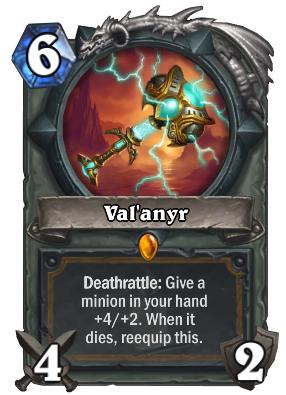 6
Val'anyr
Deathrattle: Give a
minion in your hand
+4/+2. When it
dies, reequip this.
4
2